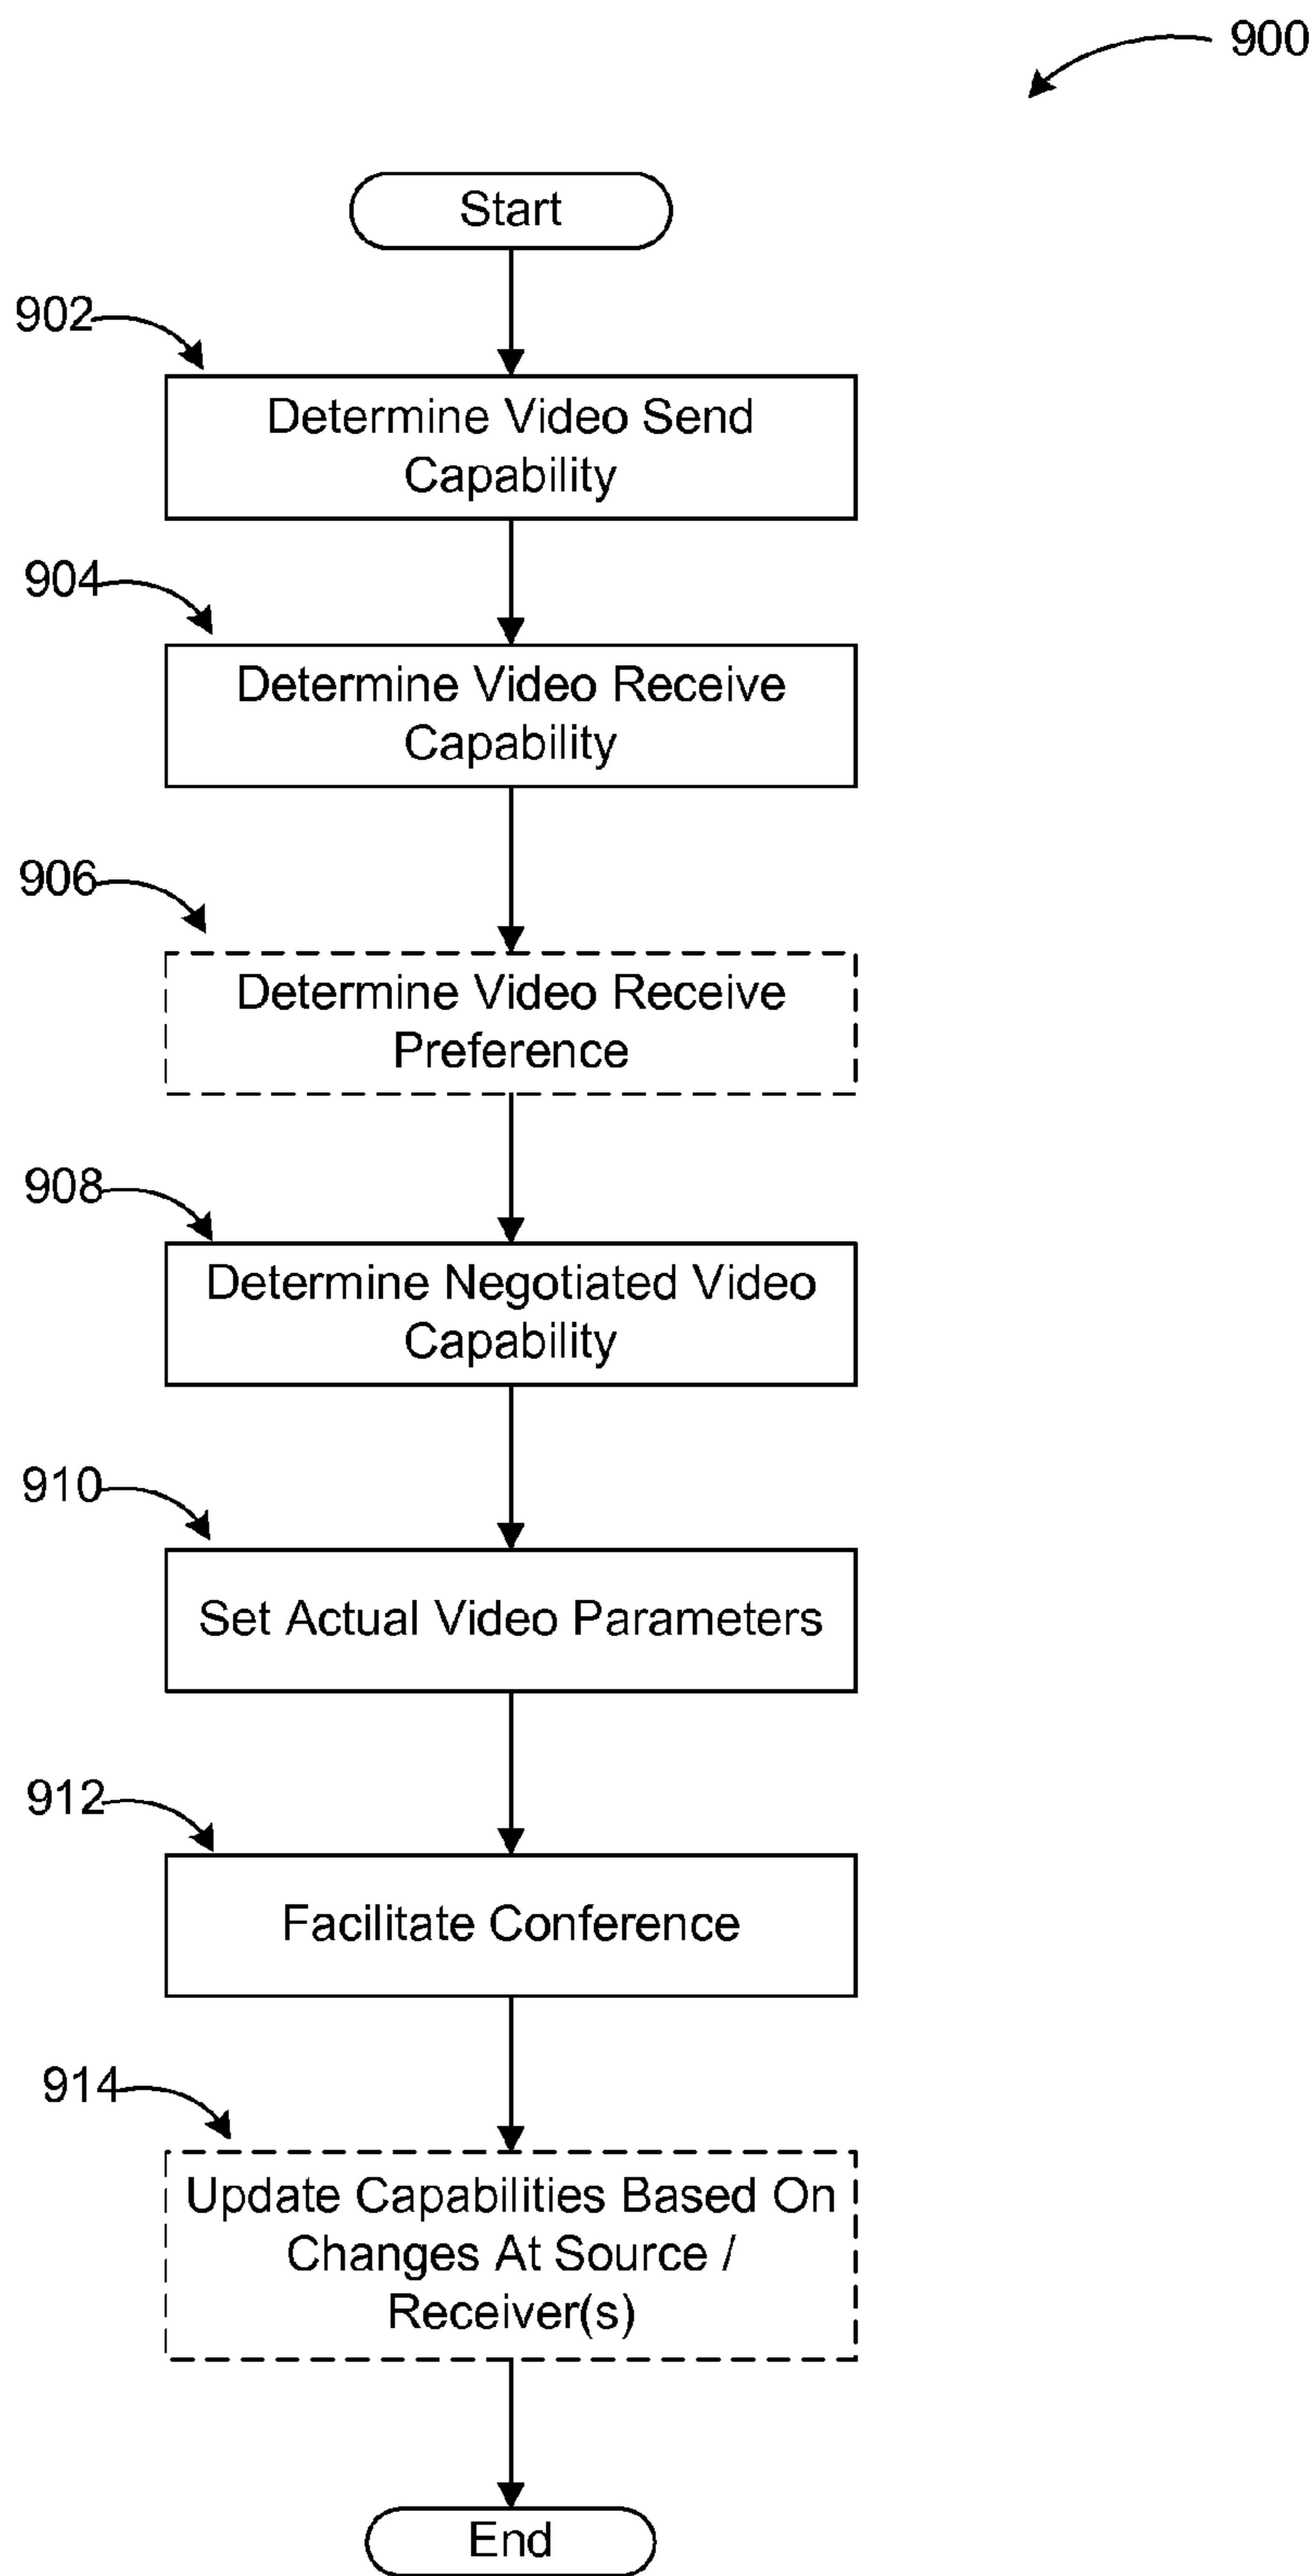 900
Start
902
Determine Video Send
Capability
904
Determine Video Receive
Capability
906
Determine Video Receive
Preference
908
Determine Negotiated Video
Capability
910
Set Actual Video Parameters
912
Facilitate Conference
914
Update Capabilities Based On
Changes At Source /
Receiver(s)
End